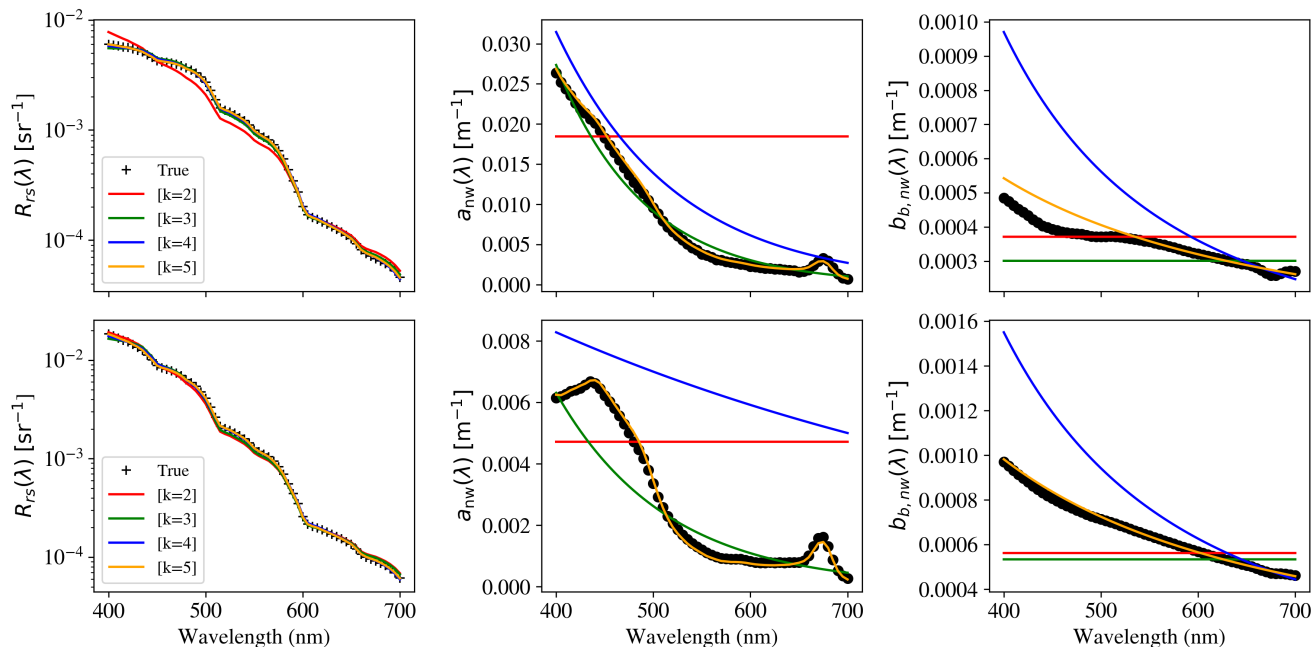 10⁻²
10⁻³
10⁻⁴
R_rs(λ) [sr⁻¹]
True
[k=2]
[k=3]
[k=4]
[k=5]
0.030
0.025
0.020
0.015
0.010
0.005
0.000
a_nw(λ) [m⁻¹]
0.0010
0.0009
0.0008
0.0007
0.0006
0.0005
0.0004
0.0003
b_b,nw(λ) [m⁻¹]
10⁻²
10⁻³
10⁻⁴
R_rs(λ) [sr⁻¹]
True
[k=2]
[k=3]
[k=4]
[k=5]
400 500 600 700
Wavelength (nm)
0.008
0.006
0.004
0.002
0.000
a_nw(λ) [m⁻¹]
400 500 600 700
Wavelength (nm)
0.0016
0.0014
0.0012
0.0010
0.0008
0.0006
0.0004
b_b,nw(λ) [m⁻¹]
400 500 600 700
Wavelength (nm)